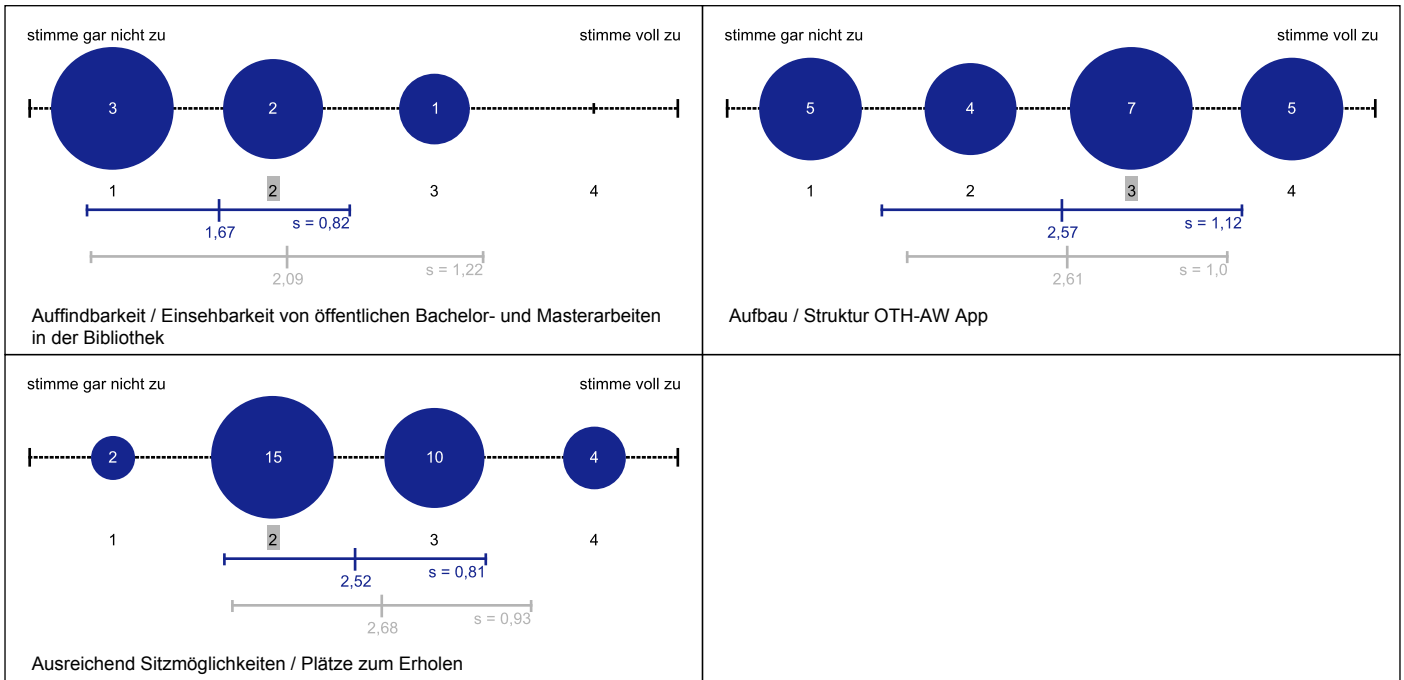 stimme gar nicht zu stimme voll zu
3 2 1
1 2 3 4
s = 0,82
1,67
s = 1,22
2,09
Auffindbarkeit / Einsehbarkeit von öffentlichen Bachelor- und Masterarbeiten
in der Bibliothek
stimme gar nicht zu stimme voll zu
5 4 7 5
1 2 3 4
s = 1,12
2,57
s = 1,0
2,61
Aufbau / Struktur OTH-AW App
stimme gar nicht zu stimme voll zu
2 15 10 4
1 2 3 4
s = 0,81
2,52
s = 0,93
2,68
Ausreichend Sitzmöglichkeiten / Plätze zum Erholen